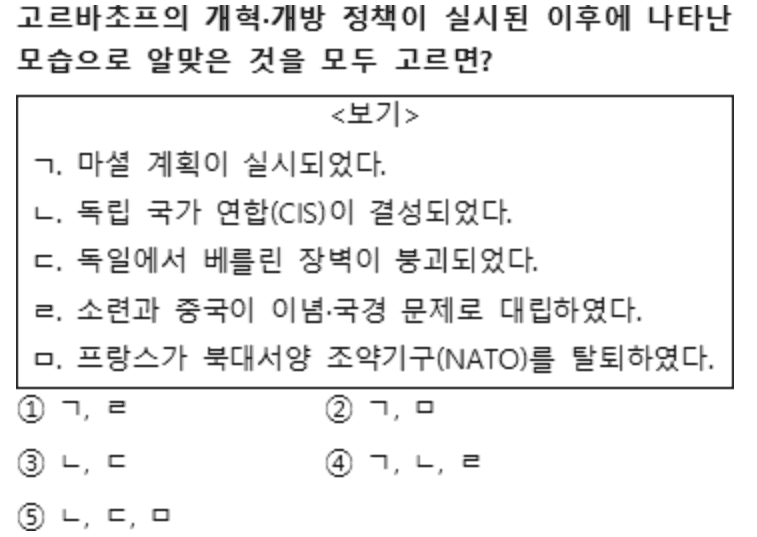 고르바초프의 개혁·개방 정책이 실시된 이후에 나타난
모습으로 알맞은 것을 모두 고르면?
<보기>
ㄱ. 마셜 계획이 실시되었다.
ㄴ. 독립 국가 연합(CIS)이 결성되었다.
ㄷ. 독일에서 베를린 장벽이 붕괴되었다.
ㄹ. 소련과 중국이 이념·국경 문제로 대립하였다.
ㅁ. 프랑스가 북대서양 조약기구(NATO)를 탈퇴하였다.
① ㄱ, ㄹ ② ㄱ, ㅁ
③ ㄴ, ㄷ ④ ㄱ, ㄴ, ㄹ
⑤ ㄴ, ㄷ, ㅁ